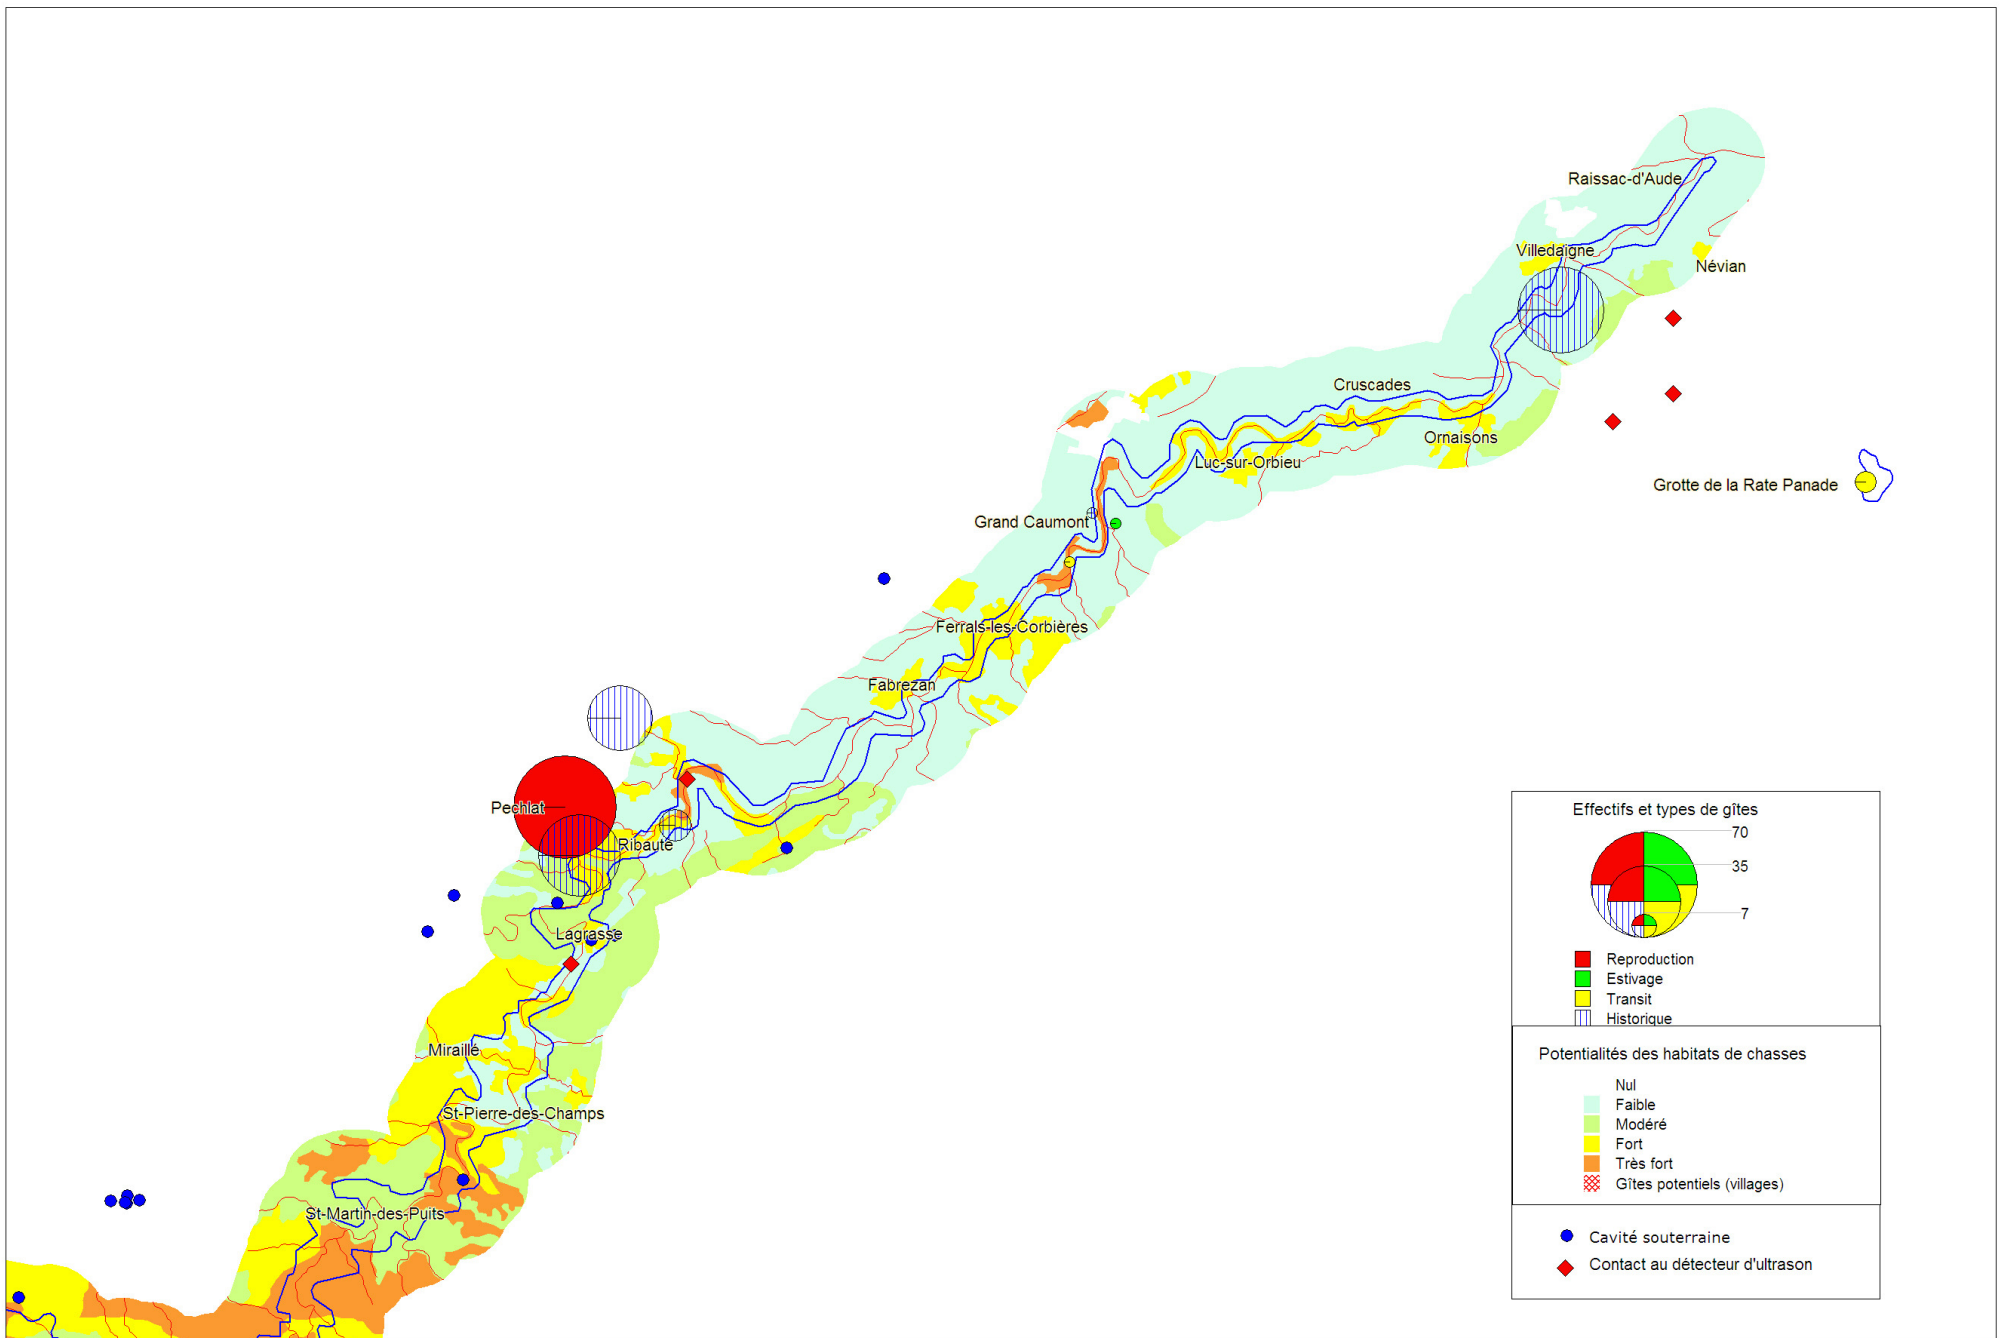 Raissac-d'Aude
Villedaigne
Névian
Cruscades
Ornaisons
Luc-sur-Orbieu
Grotte de la Rate Panade
Grand Caumont
Ferrals-les-Corbières
Fabrezan
Pechlat
Ribaute
Lagrasse
Miraillé
St-Pierre-des-Champs
St-Martin-des-Puits
Effectifs et types de gîtes
70
35
7
Reproduction
Estivage
Transit
Historique
Potentialités des habitats de chasses
Nul
Faible
Modéré
Fort
Très fort
Gîtes potentiels (villages)
Cavité souterraine
Contact au détecteur d'ultrason